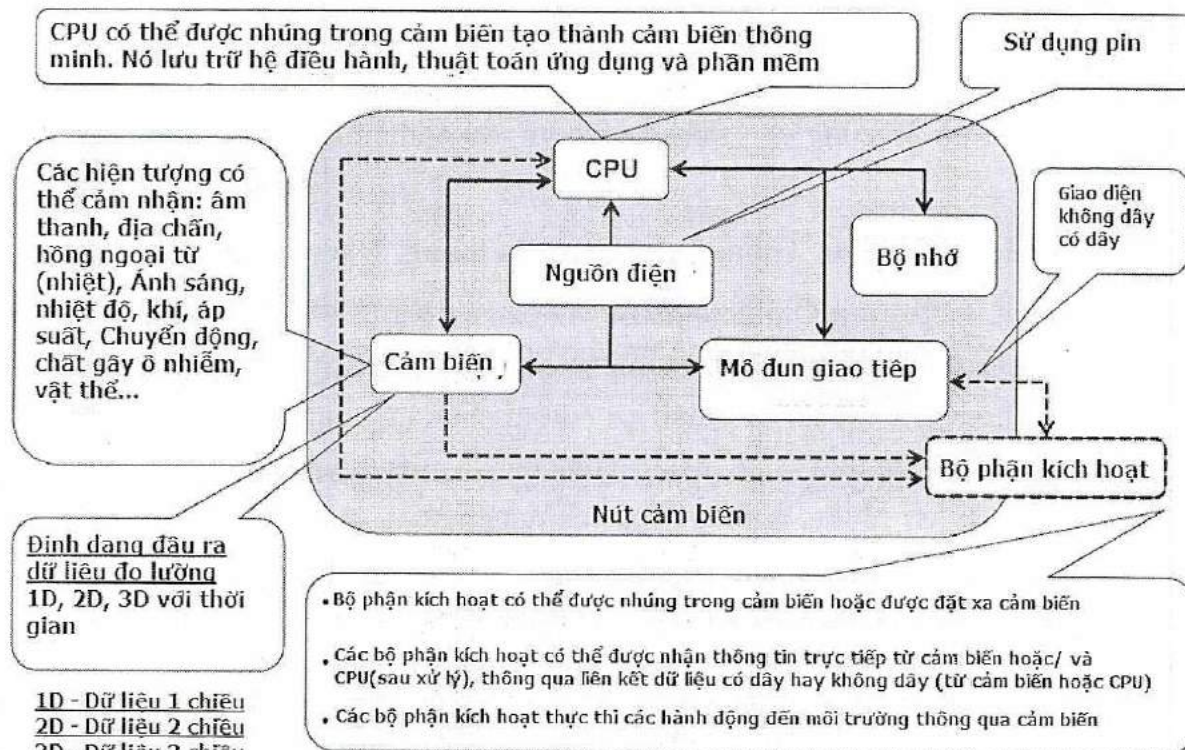 CPU có thể được nhúng trong cảm biến tạo thành cảm biến thông
minh. Nó lưu trữ hệ điều hành, thuật toán ứng dụng và phần mềm
Sử dụng pin
Các hiện tượng có
thể cảm nhận: âm
thanh, địa chấn,
hồng ngoại từ
(nhiệt), Ánh sáng,
nhiệt độ, khí, áp
suất, Chuyển động,
chất gây ô nhiễm,
vật thể...
CPU
Giao diện
không dây
có dây
Bộ nhớ
Nguồn điện
Cảm biến
Mô đun giao tiếp
Bộ phận kích hoạt
Nút cảm biến
Định dạng đầu ra
dữ liệu đo lường
1D, 2D, 3D với thời
gian
• Bộ phận kích hoạt có thể được nhúng trong cảm biến hoặc được đặt xa cảm biến
• Các bộ phận kích hoạt có thể được nhận thông tin trực tiếp từ cảm biến hoặc/ và
CPU(sau xử lý), thông qua liên kết dữ liệu có dây hay không dây (từ cảm biến hoặc CPU)
• Các bộ phận kích hoạt thực thi các hành động đến môi trường thông qua cảm biến
1D - Dữ liệu 1 chiều
2D - Dữ liệu 2 chiều